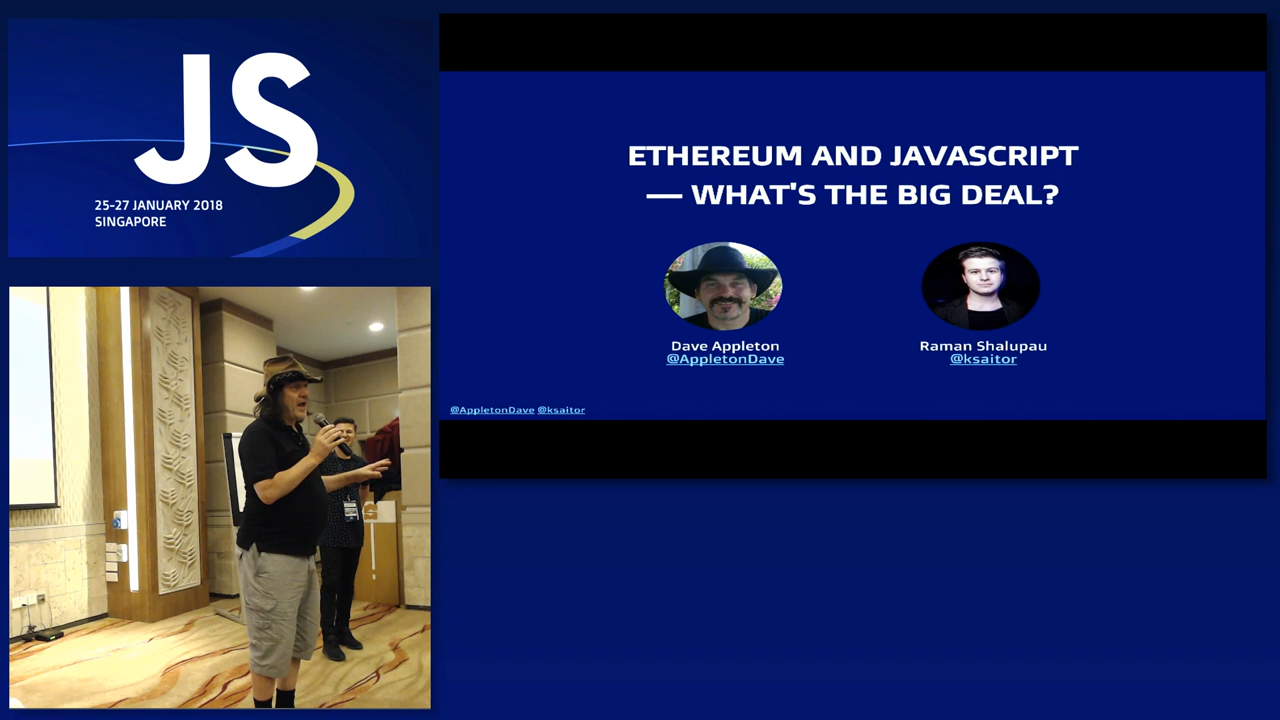 JS
25-27 JANUARY 2018
SINGAPORE
ETHEREUM AND JAVASCRIPT
— WHAT'S THE BIG DEAL?
Dave Appleton
@AppletonDave
Raman Shalupau
@ksaitor
@AppletonDave @ksaitor